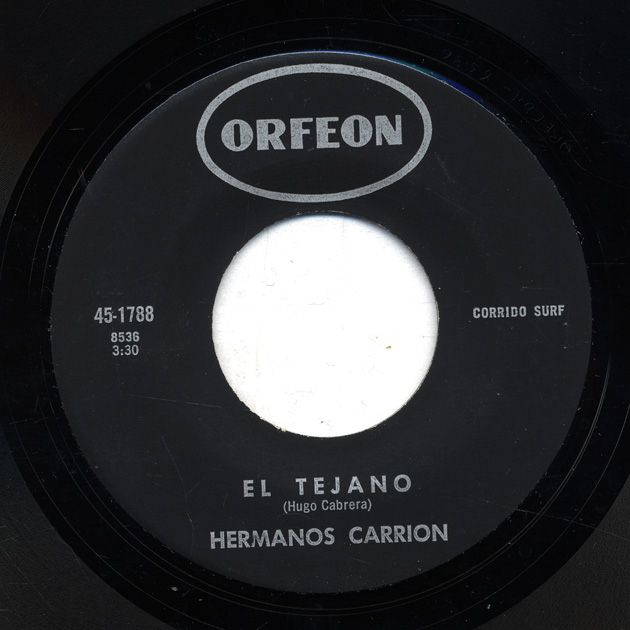 ORFEON
45-1788
8536
3:30
CORRIDO SURF
EL TEJANO
(Hugo Cabrera)
HERMANOS CARRION